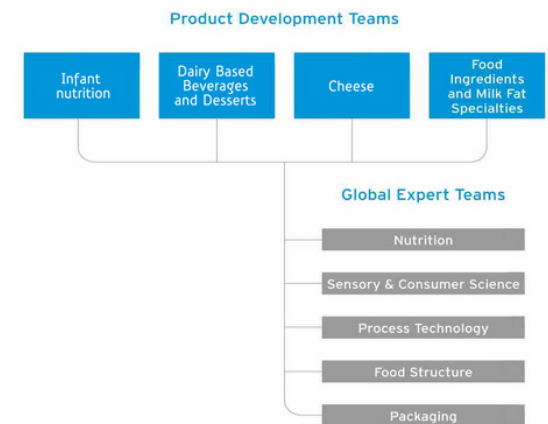 Product Development Teams
Infant
nutrition
Dairy Based
Beverages
and Desserts
Cheese
Food
Ingredients
and Milk Fat
Specialties
Global Expert Teams
Nutrition
Sensory & Consumer Science
Process Technology
Food Structure
Packaging